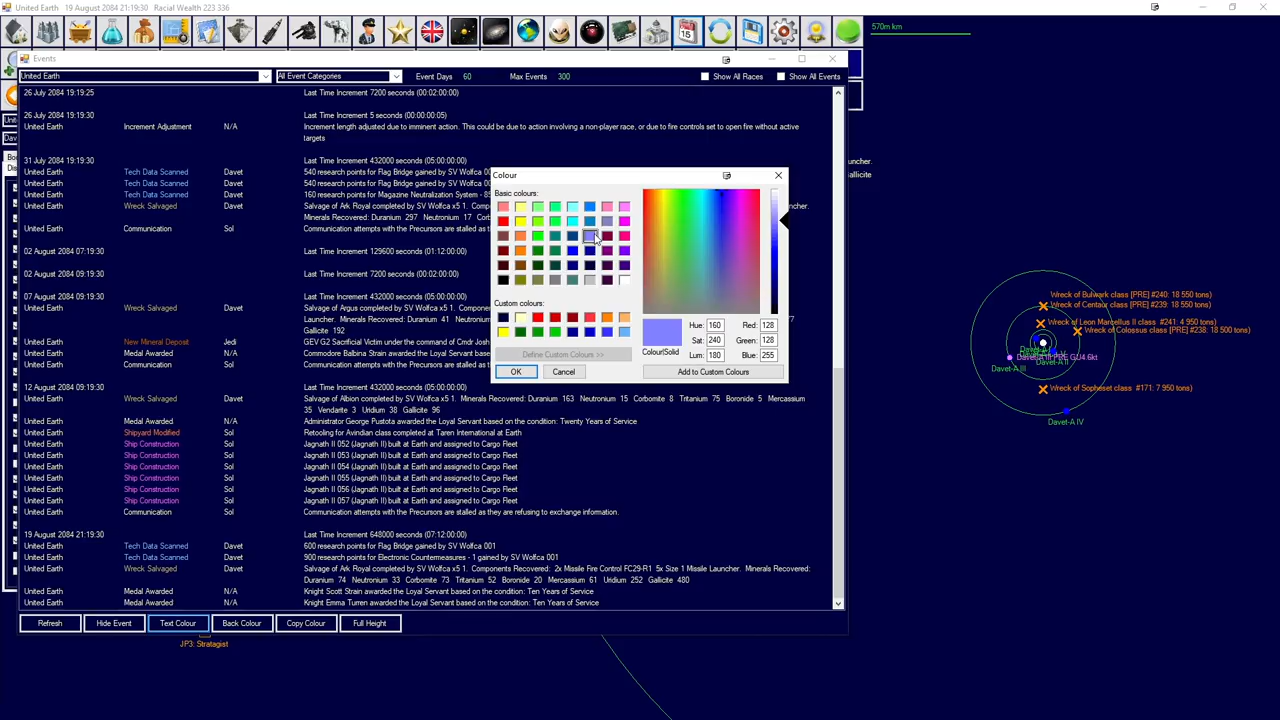 United Earth   19 August 2084 21:19:30   Racial Wealth 223 336
570m km
Events
United Earth
All Event Categories
Event Days 60
Max Events 300
Show All Races
Show All Events
26 July 2084 19:19:25 Last Time Increment 7200 seconds (00:02:00:00)
26 July 2084 19:19:30 Last Time Increment 5 seconds (00:00:00:05)
United Earth Increment Adjustment N/A Increment length adjusted due to imminent action. This could be due to action involving a non-player race, or due to fire controls set to open fire without active
targets
31 July 2084 19:19:30 Last Time Increment 432000 seconds (05:00:00:00)
United Earth Tech Data Scanned Davet 540 research points for Flag Bridge gained by SV Wolfca
United Earth Tech Data Scanned Davet 540 research points for Flag Bridge gained by SV Wolfca
United Earth Tech Data Scanned Davet 160 research points for Magazine Neutralization System - 85
United Earth Wreck Salvaged Davet Salvage of Ark Royal completed by SV Wolfca x5 1. Comp auncher.
Minerals Recovered: Duranium 297 Neutronium 17 Corbo
United Earth Communication Sol Communication attempts with the Precursors are stalled as th
02 August 2084 07:19:30 Last Time Increment 129600 seconds (01:12:00:00)
02 August 2084 09:19:30 Last Time Increment 7200 seconds (00:02:00:00)
07 August 2084 09:19:30 Last Time Increment 432000 seconds (05:00:00:00)
United Earth Wreck Salvaged Davet Salvage of Argus completed by SV Wolfca x5 1. Componen
Launcher. Minerals Recovered: Duranium 41 Neutronium
Gallicite 192
United Earth New Mineral Deposit Jedi GEV G2 Sacrificial Victim under the command of Cmdr Josh
United Earth Medal Awarded N/A Commodore Balbina Strain awarded the Loyal Servant base
United Earth Communication Sol Communication attempts with the Precursors are stalled as th
12 August 2084 09:19:30 Last Time Increment 432000 seconds (05:00:00:00)
United Earth Wreck Salvaged Davet Salvage of Albion completed by SV Wolfca x5 1. Minerals Recovered: Duranium 163 Neutronium 15 Corbomite 8 Tritanium 75 Boronide 5 Mercassium
35 Vendarite 3 Uridium 38 Gallicite 96
United Earth Medal Awarded N/A Administrator George Pustota awarded the Loyal Servant based on the condition: Twenty Years of Service
United Earth Shipyard Modified Sol Retooling for Avindian class completed at Taren International at Earth
United Earth Ship Construction Sol Jagnath II 052 (Jagnath II) built at Earth and assigned to Cargo Fleet
United Earth Ship Construction Sol Jagnath II 053 (Jagnath II) built at Earth and assigned to Cargo Fleet
United Earth Ship Construction Sol Jagnath II 054 (Jagnath II) built at Earth and assigned to Cargo Fleet
United Earth Ship Construction Sol Jagnath II 055 (Jagnath II) built at Earth and assigned to Cargo Fleet
United Earth Ship Construction Sol Jagnath II 056 (Jagnath II) built at Earth and assigned to Cargo Fleet
United Earth Ship Construction Sol Jagnath II 057 (Jagnath II) built at Earth and assigned to Cargo Fleet
United Earth Communication Sol Communication attempts with the Precursors are stalled as they are refusing to exchange information.
19 August 2084 21:19:30 Last Time Increment 648000 seconds (07:12:00:00)
United Earth Tech Data Scanned Davet 600 research points for Flag Bridge gained by SV Wolfca 001
United Earth Tech Data Scanned Davet 900 research points for Electronic Countermeasures - 1 gained by SV Wolfca 001
United Earth Wreck Salvaged Davet Salvage of Ark Royal completed by SV Wolfca x5 1. Components Recovered: 2x Missile Fire Control FC29-R1 5x Size 1 Missile Launcher. Minerals Recovered:
Duranium 74 Neutronium 33 Corbomite 73 Tritanium 52 Boronide 20 Mercassium 61 Uridium 252 Gallicite 480
United Earth Medal Awarded N/A Knight Scott Strain awarded the Loyal Servant based on the condition: Ten Years of Service
United Earth Medal Awarded N/A Knight Emma Turren awarded the Loyal Servant based on the condition: Ten Years of Service
Refresh
Hide Event
Text Colour
Back Colour
Copy Colour
Full Height
JP3: Stratagist
Colour
Basic colours:
Custom colours:
Define Custom Colours >>
OK
Cancel
Colour|Solid
Hue: 160 Red: 128
Sat: 240 Green: 128
Lum: 180 Blue: 255
Add to Custom Colours
auncher.
allicite
Wreck of Bulwark class [PRE] #240: 18 550 tons)
Wreck of Centaur class [PRE] #239: 18 550 tons)
Wreck of Leon Marcellus II class #241: 4 950 tons)
Wreck of Colossus class [PRE] #238: 18 500 tons)
Davet-A III
Wreck of Sopheset class #171: 7 950 tons)
Davet-A IV